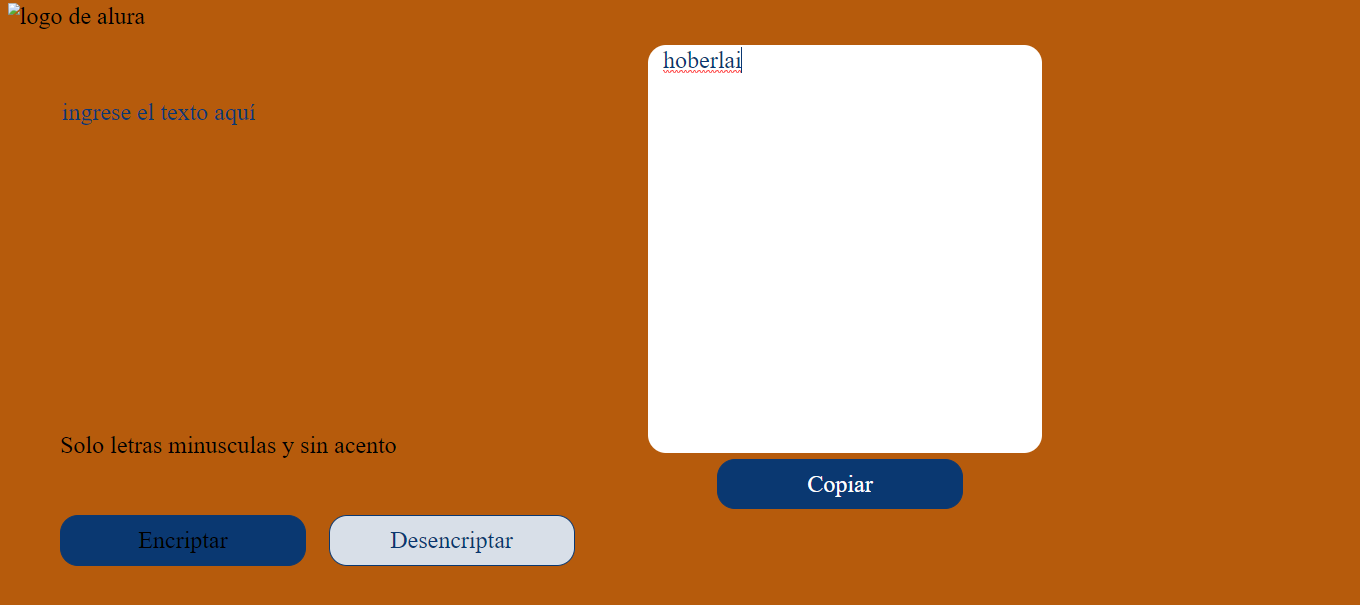 logo de alura
ingrese el texto aquí
Solo letras minusculas y sin acento
Encriptar
Desencriptar
hoberlai
Copiar